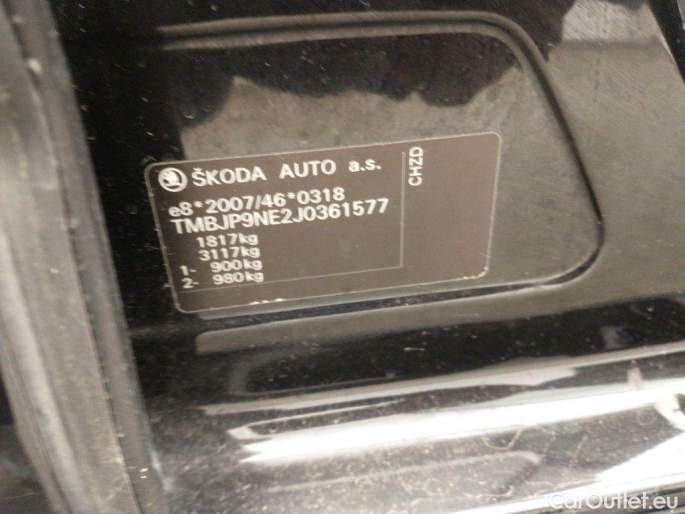 ŠKODA AUTO a.s.
e8*2007/46*0318
TMBJP9NE2J0361577
1817kg
3117kg
1- 900kg
2- 980kg
CHZD
carOutlet.eu